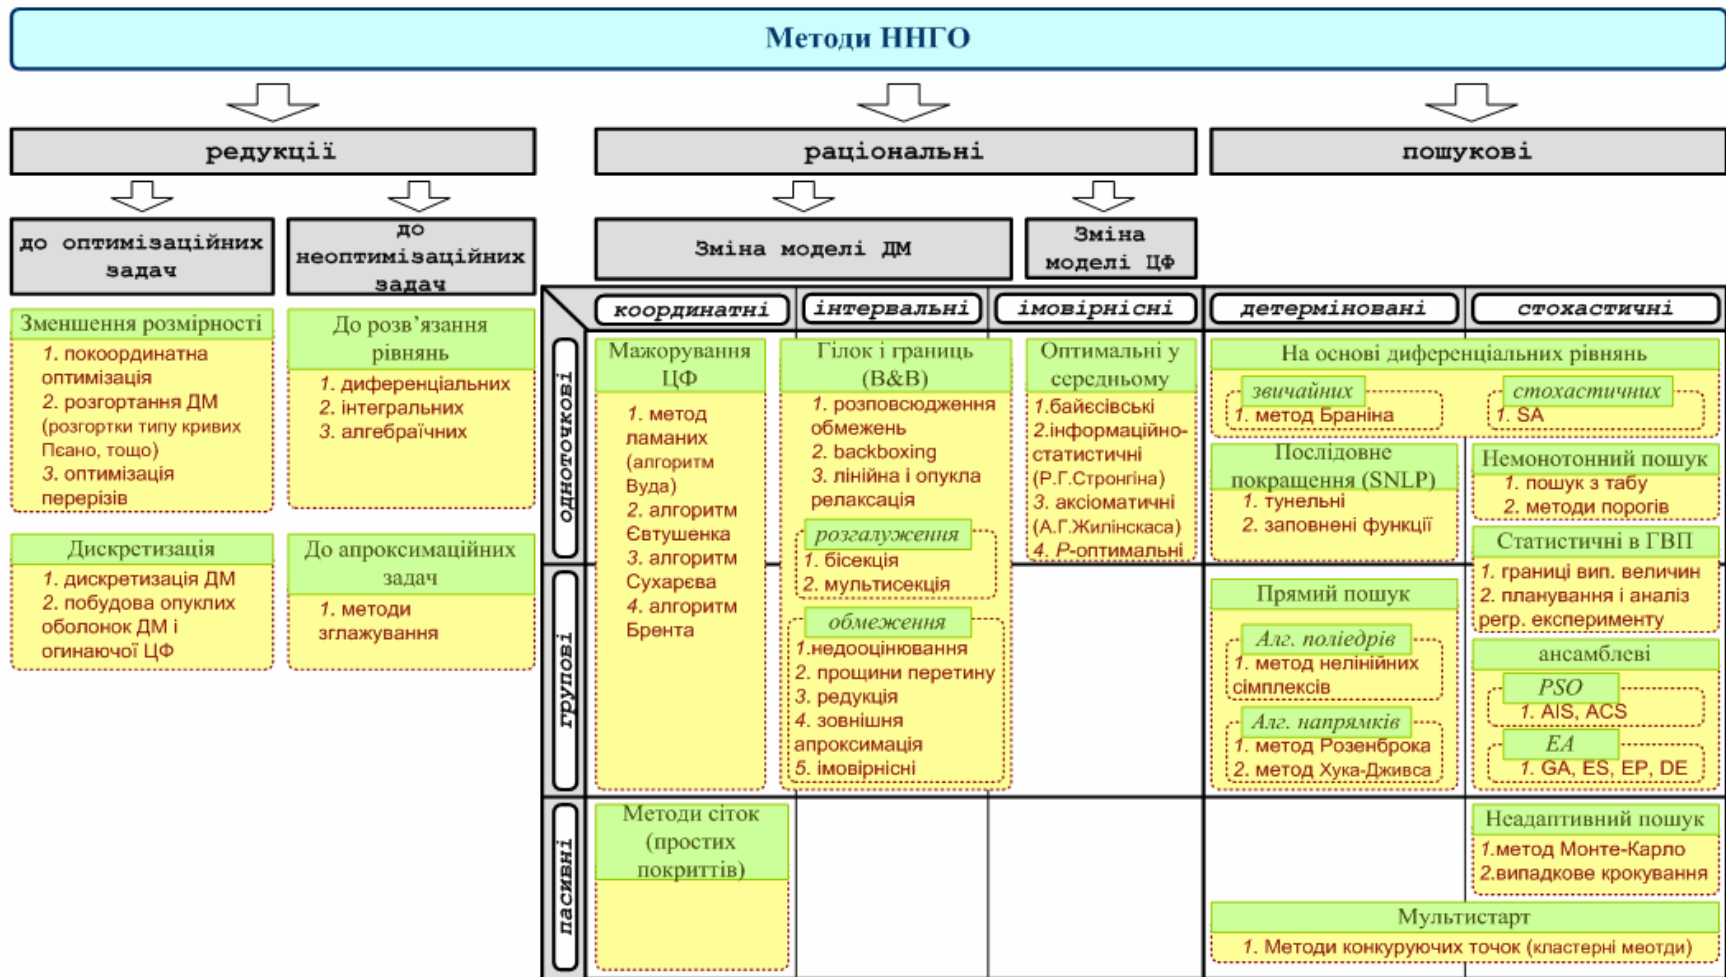 Методи ННГО
редукції
раціональні
пошукові
до оптимізаційних
задач
до
неоптимізаційних
задач
Зміна моделі ДМ
Зміна
моделі ЦФ
координатні
інтервальні
імовірнісні
детерміновані
стохастичні
одноточкові
групові
пасивні
Зменшення розмірності
1. покоординатна
оптимізація
2. розгортання ДМ
(розгортки типу кривих
Пєано, тощо)
3. оптимізація
перерізів
Дискретизація
1. дискретизація ДМ
2. побудова опуклих
оболонок ДМ і
огинаючої ЦФ
До розв’язання
рівнянь
1. диференціальних
2. інтегральних
3. алгебраїчних
До апроксимаційних
задач
1. методи
зглажування
Мажорування
ЦФ
1. метод
ламаних
(алгоритм
Вуда)
2. алгоритм
Євтушенка
3. алгоритм
Сухарєва
4. алгоритм
Брента
Методи сіток
(простих
покриттів)
Гілок і границь
(B&B)
1. розповсюдження
обмежень
2. backboxing
3. лінійна і опукла
релаксація
розгалуження
1. бісекція
2. мультисекція
обмеження
1.недооцінювання
2. прощини перетину
3. редукція
4. зовнішня
апроксимація
5. імовірнісні
Оптимальні у
середньому
1.байєсівські
2.інформаційно-
статистичні
(Р.Г.Стронгіна)
3. аксіоматичні
(А.Г.Жилінскаса)
4. P-оптимальні
На основі диференціальних рівнянь
звичайних
1. метод Браніна
стохастичних
1. SA
Послідовне
покращення (SNLP)
1. тунельні
2. заповнені функції
Немонотонний пошук
1. пошук з табу
2. методи порогів
Статистичні в ГВП
1. границі вип. величин
2. планування і аналіз
регр. експерименту
Прямий пошук
Алг. поліедрів
1. метод нелінійних
сімплексів
Алг. напрямків
1. метод Розенброка
2. метод Хука-Дживса
ансамблеві
PSO
1. AIS, ACS
EA
1. GA, ES, EP, DE
Неадаптивний пошук
1.метод Монте-Карло
2.випадкове крокування
Мультистарт
1. Методи конкуруючих точок (кластерні меотди)